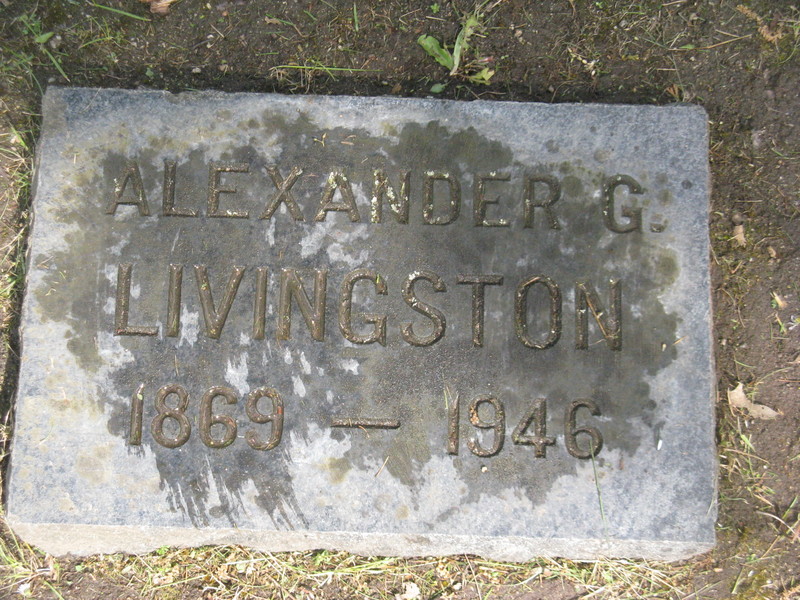 ALEXANDER G.
LIVINGSTON
1869 — 1946